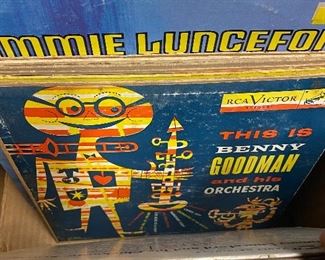 MMIE LUNCEFOR
RCA VICTOR
THIS IS
BENNY
GOODMAN
and his
ORCHESTRA